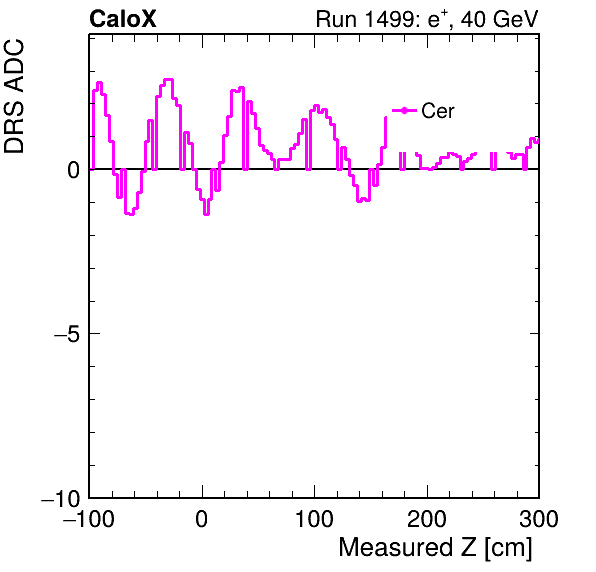 CaloX Run 1499: e⁺, 40 GeV
DRS ADC
Cer
0
−5
−10
−100 0 100 200 300
Measured Z [cm]